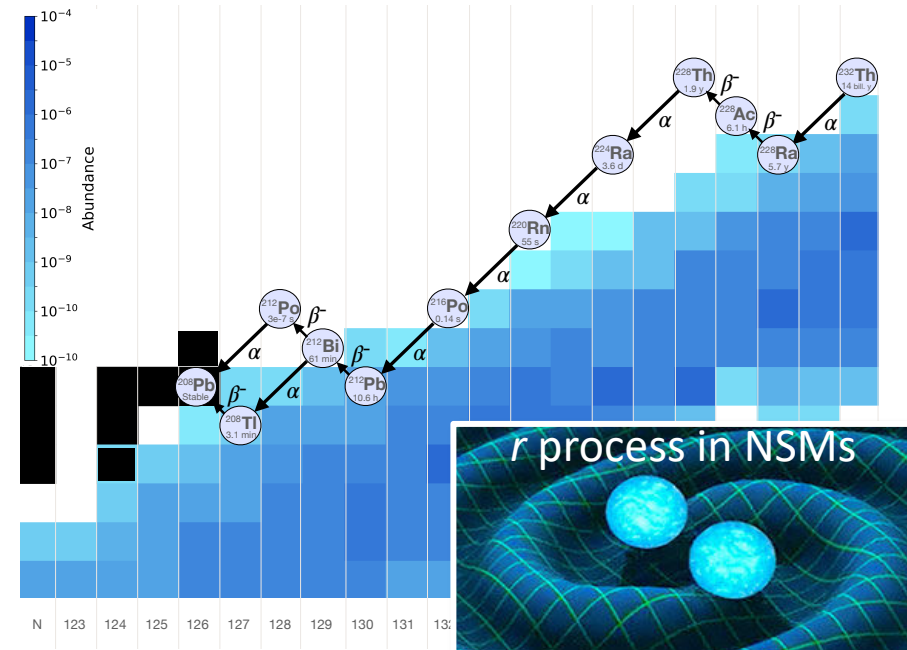 10⁻⁴
10⁻⁵
10⁻⁶
10⁻⁷
10⁻⁸
10⁻⁹
10⁻¹⁰
10⁻¹⁰
Abundance
²²⁸Th
1.9 y
²³²Th
14 bill. y
β⁻
²²⁸Ac
6.1 h
β⁻
α
α
²²⁴Ra
3.6 d
²²⁸Ra
5.7 y
α
²²⁰Rn
55 s
α
²¹²Po
3e-7 s
²¹⁶Po
0.14 s
β⁻
²¹²Bi
61 min
α
β⁻
α
²⁰⁸Pb
Stable
β⁻
α
²¹²Pb
10.6 h
²⁰⁸Tl
3.1 min
r process in NSMs
N 123 124 125 126 127 128 129 130 131 132